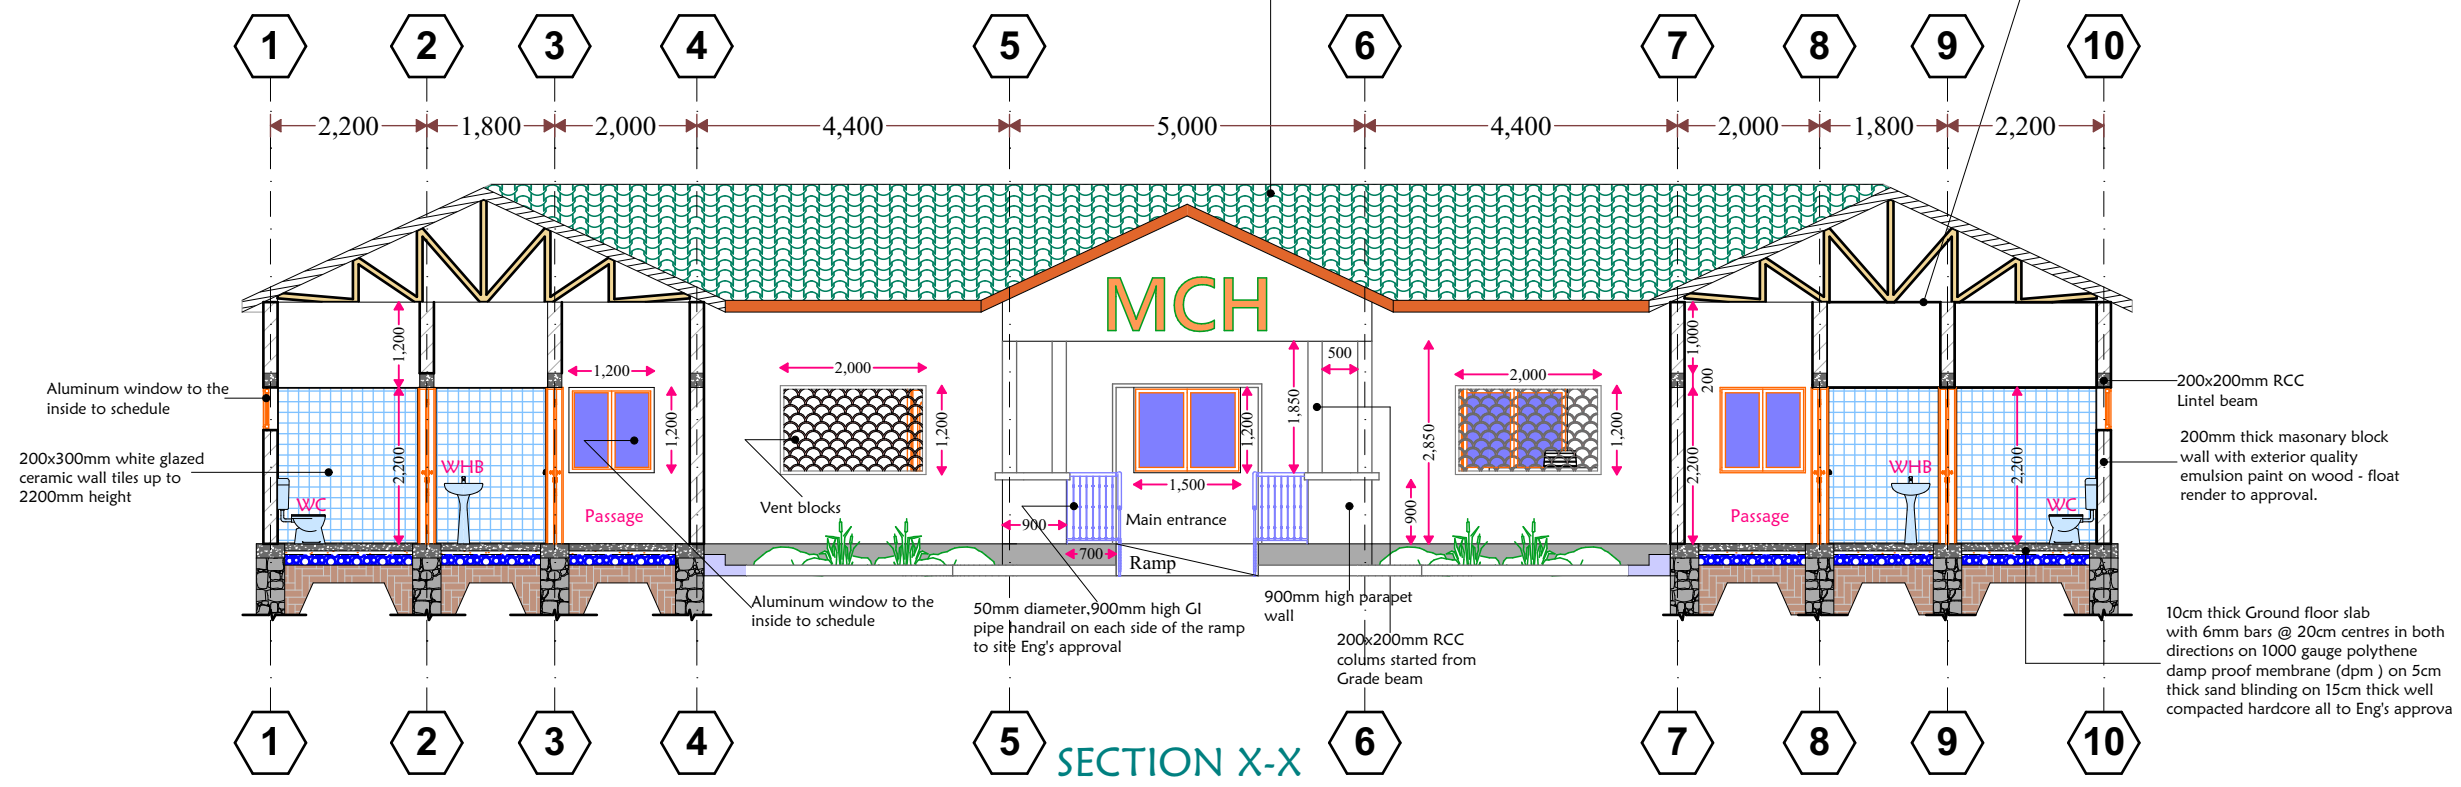 1 2 3 4 5 6 7 8 9 10
2,200 1,800 2,000 4,400 5,000 4,400 2,000 1,800 2,200
MCH
1,200
1,200
2,000
1,850
500
2,850
2,000
1,000
200
Aluminum window to the
inside to schedule
200x300mm white glazed
ceramic wall tiles up to
2200mm height
2,200
WC
WHB
1,200
Passage
1,200
Vent blocks
1,200
1,500
Main entrance
900
700
Ramp
900
1,200
2,200
Passage
WHB
2,200
WC
200x200mm RCC
Lintel beam
200mm thick masonary block
wall with exterior quality
emulsion paint on wood - float
render to approval.
Aluminum window to the
inside to schedule
50mm diameter,900mm high GI
pipe handrail on each side of the ramp
to site Eng's approval
900mm high parapet
wall
200x200mm RCC
colums started from
Grade beam
10cm thick Ground floor slab
with 6mm bars @ 20cm centres in both
directions on 1000 gauge polythene
damp proof membrane (dpm ) on 5cm
thick sand blinding on 15cm thick well
compacted hardcore all to Eng's approva
1 2 3 4 5 6 7 8 9 10
SECTION X-X